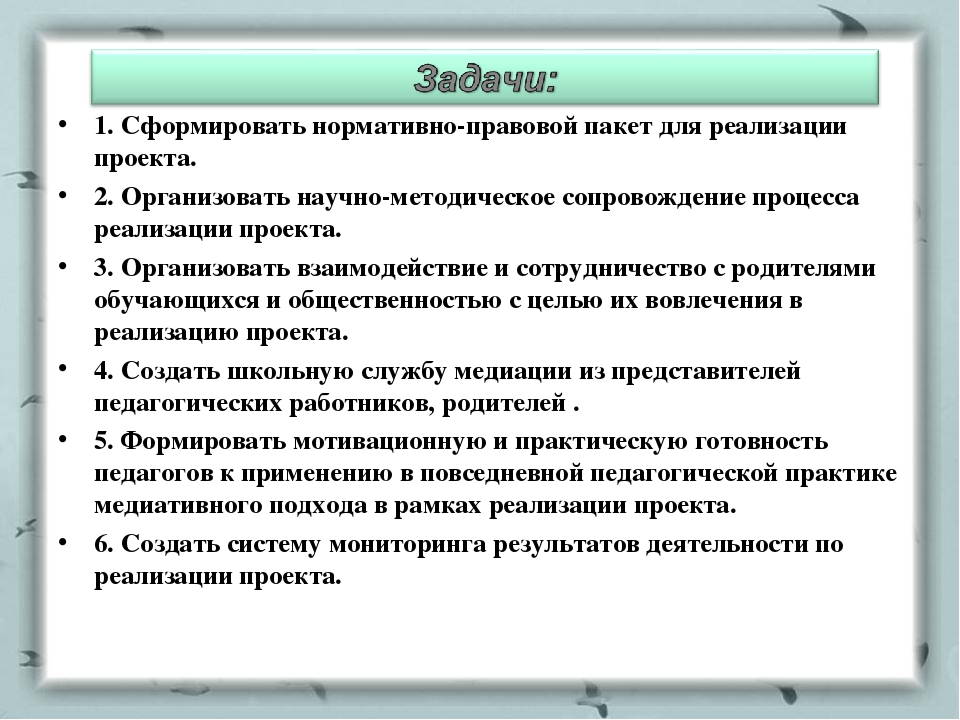 Задачи:
• 1. Сформировать нормативно-правовой пакет для реализации
проекта.
• 2. Организовать научно-методическое сопровождение процесса
реализации проекта.
• 3. Организовать взаимодействие и сотрудничество с родителями
обучающихся и общественностью с целью их вовлечения в
реализацию проекта.
• 4. Создать школьную службу медиации из представителей
педагогических работников, родителей .
• 5. Формировать мотивационную и практическую готовность
педагогов к применению в повседневной педагогической практике
медиативного подхода в рамках реализации проекта.
• 6. Создать систему мониторинга результатов деятельности по
реализации проекта.